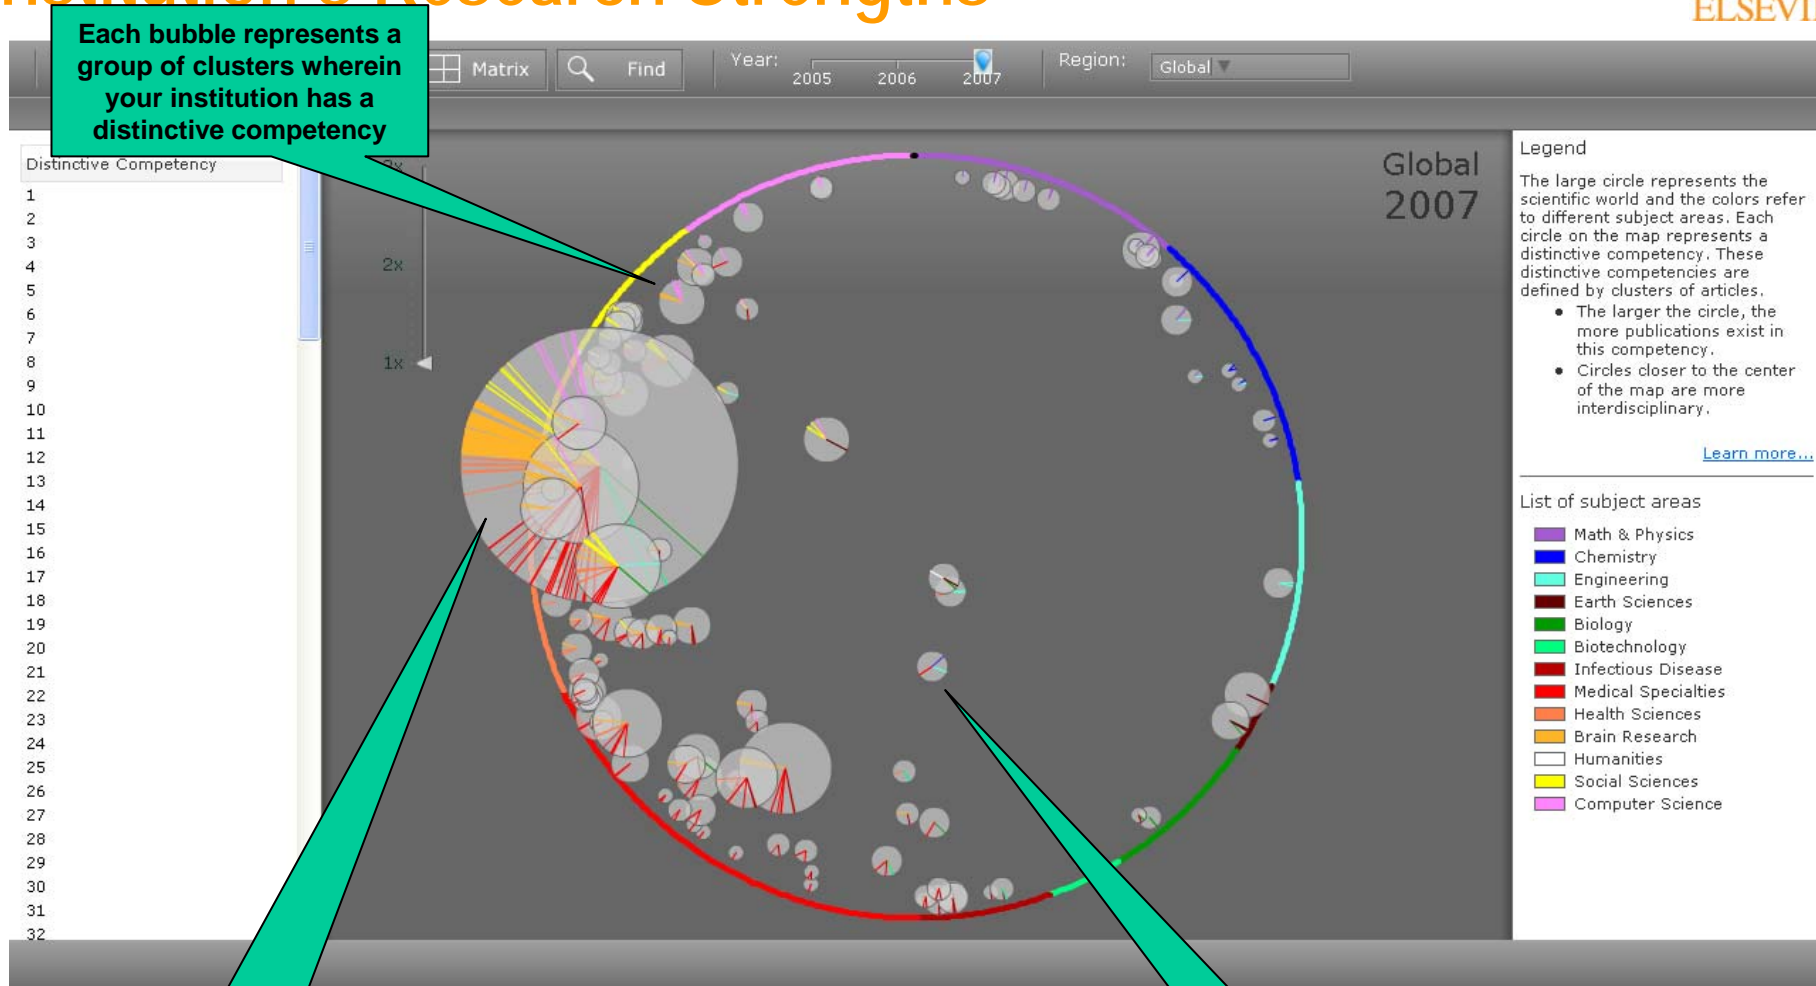 Institution's Research Strengths
Each bubble represents a
group of clusters wherein
your institution has a
distinctive competency
Matrix
Find
Year:
2005
2006
2007
Region:
Global
Distinctive Competency
1
2
3
4
5
6
7
8
9
10
11
12
13
14
15
16
17
18
19
20
21
22
23
24
25
26
27
28
29
30
31
32
2x
1x
Global
2007
Legend
The large circle represents the
scientific world and the colors refer
to different subject areas. Each
circle on the map represents a
distinctive competency. These
distinctive competencies are
defined by clusters of articles.
• The larger the circle, the
more publications exist in
this competency.
• Circles closer to the center
of the map are more
interdisciplinary.
Learn more...
List of subject areas
Math & Physics
Chemistry
Engineering
Earth Sciences
Biology
Biotechnology
Infectious Disease
Medical Specialties
Health Sciences
Brain Research
Humanities
Social Sciences
Computer Science